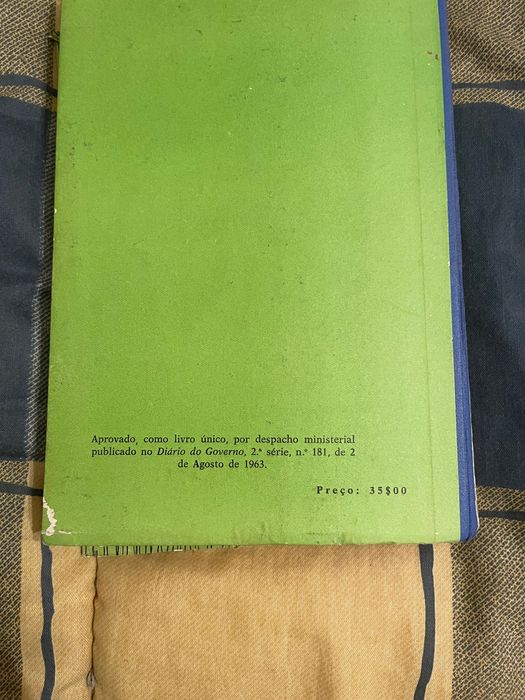 Aprovado, como livro único, por despacho ministerial
publicado no Diário do Governo, 2.ª série, n.º 181, de 2
de Agosto de 1963.
Preço: 35$00